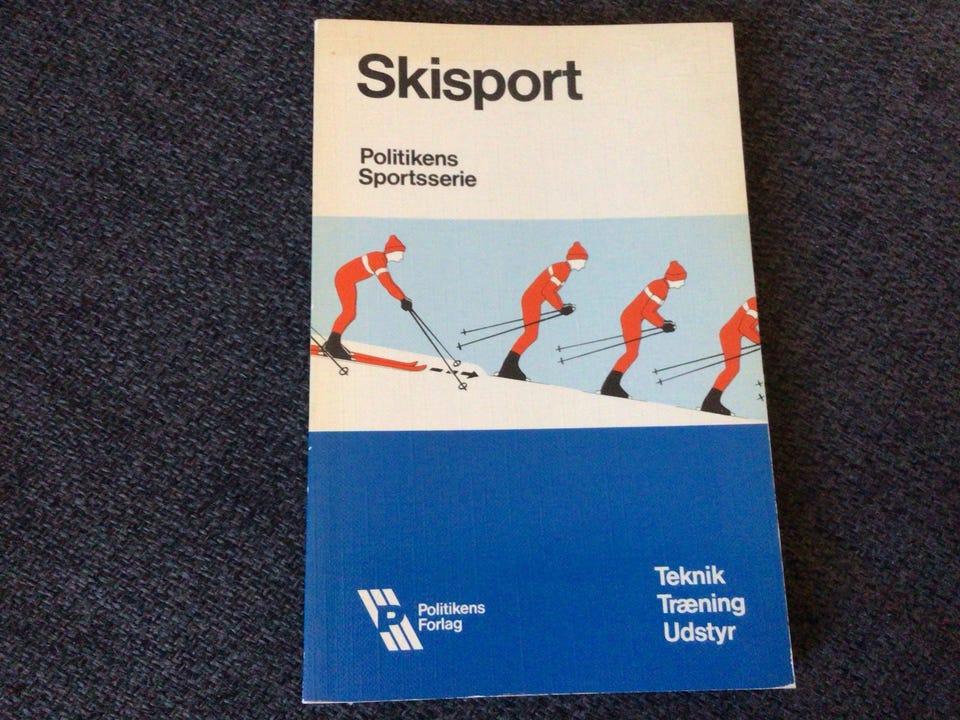 Skisport
Politikens
Sportsserie
P
Politikens
Forlag
Teknik
Træning
Udstyr